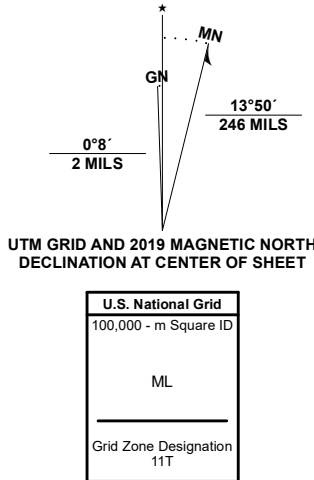 ★
MN
GN
13°50´
246 MILS
0°8´
2 MILS
UTM GRID AND 2019 MAGNETIC NORTH
DECLINATION AT CENTER OF SHEET
U.S. National Grid
100,000 - m Square ID
ML
Grid Zone Designation
11T